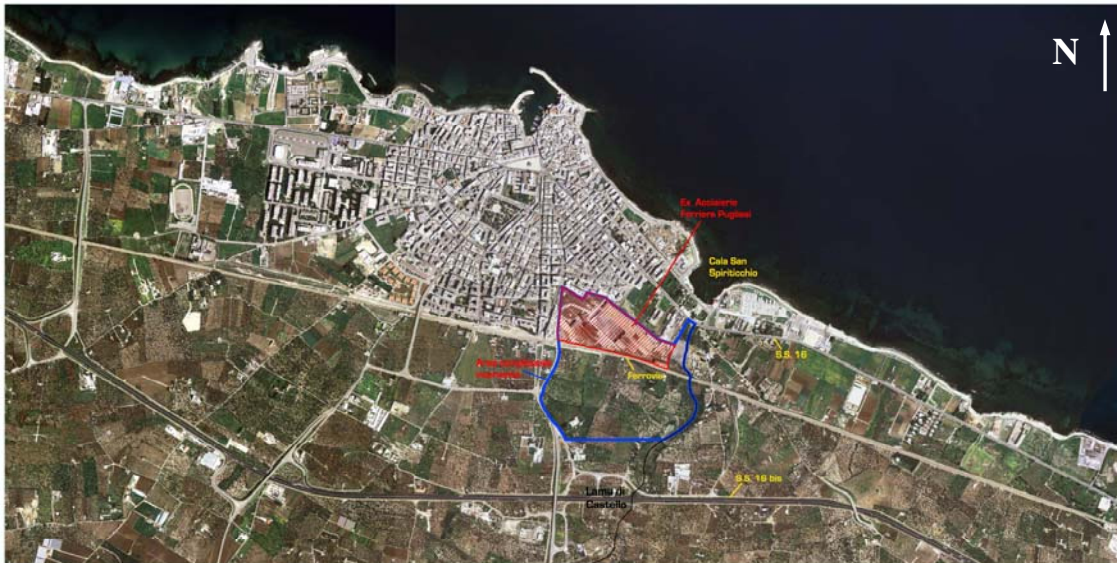 N
Ex Acciaierie
Ferriere Pugliesi
Cala San
Spiriticchio
S.S. 16
Ferrovia
S.S. 16 bis
Lama di
Castello